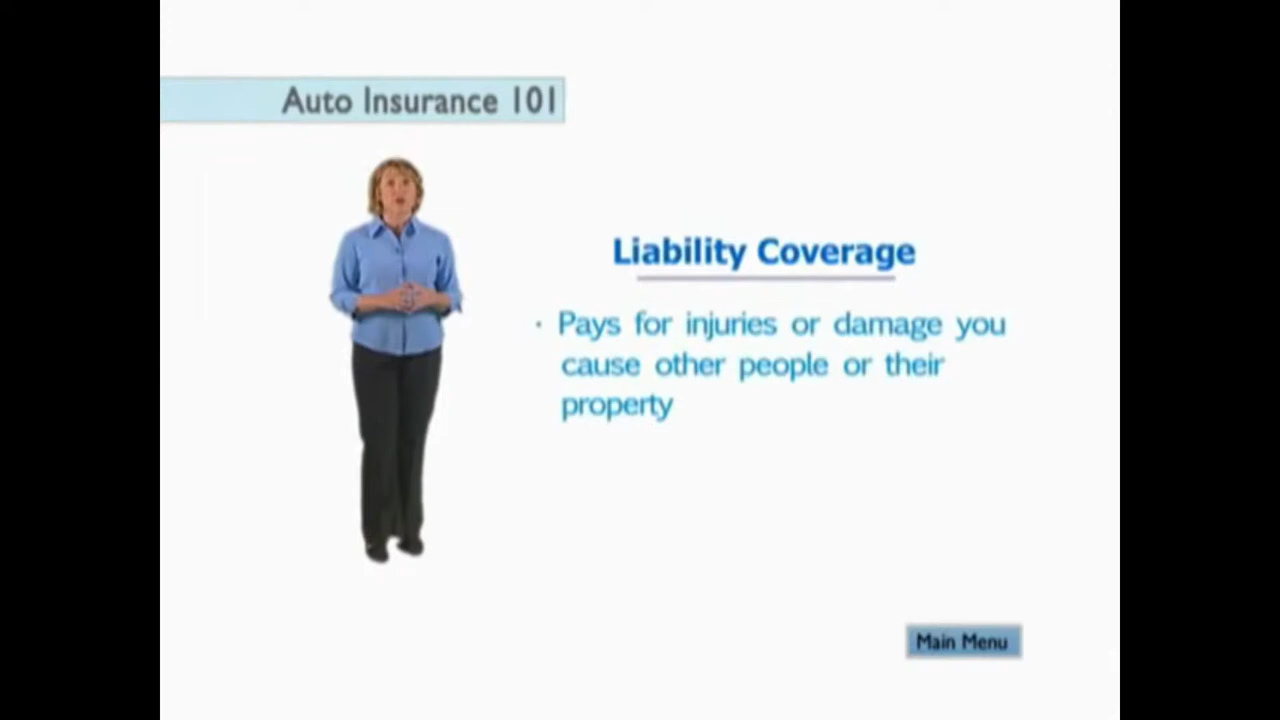 Auto Insurance 101
Liability Coverage
· Pays for injuries or damage you
cause other people or their
property
Main Menu